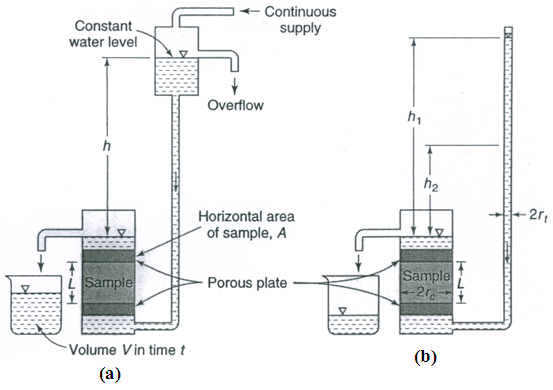 Continuous
supply
Constant
water level
Overflow
h
Horizontal area
of sample, A
L
Sample
Porous plate
Volume V in time t
(a)
h1
h2
2rt
Sample
2rc
L
(b)